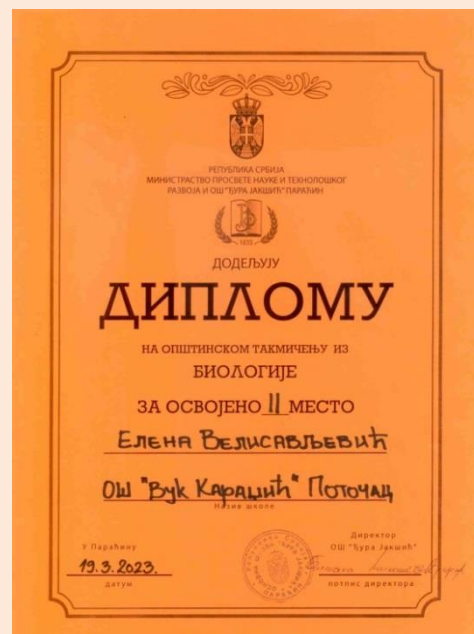 РЕПУБЛИКА СРБИЈА
МИНИСТАРСТВО ПРОСВЕТЕ НАУКЕ И ТЕХНОЛОШКОГ
РАЗВОЈА И ОШ "ЂУРА ЈАКШИЋ" ПАРАЋИН
ДОДЕЉУЈУ
ДИПЛОМУ
НА ОПШТИНСКОМ ТАКМИЧЕЊУ ИЗ
БИОЛОГИЈЕ
ЗА ОСВОЈЕНО II МЕСТО
Елена Велисављевић
ОШ "Вук Караџић" Поточац
Назив школе
У Параћину
19.3.2023.
датум
Директор
ОШ "Ђура Јакшић"
потпис директора